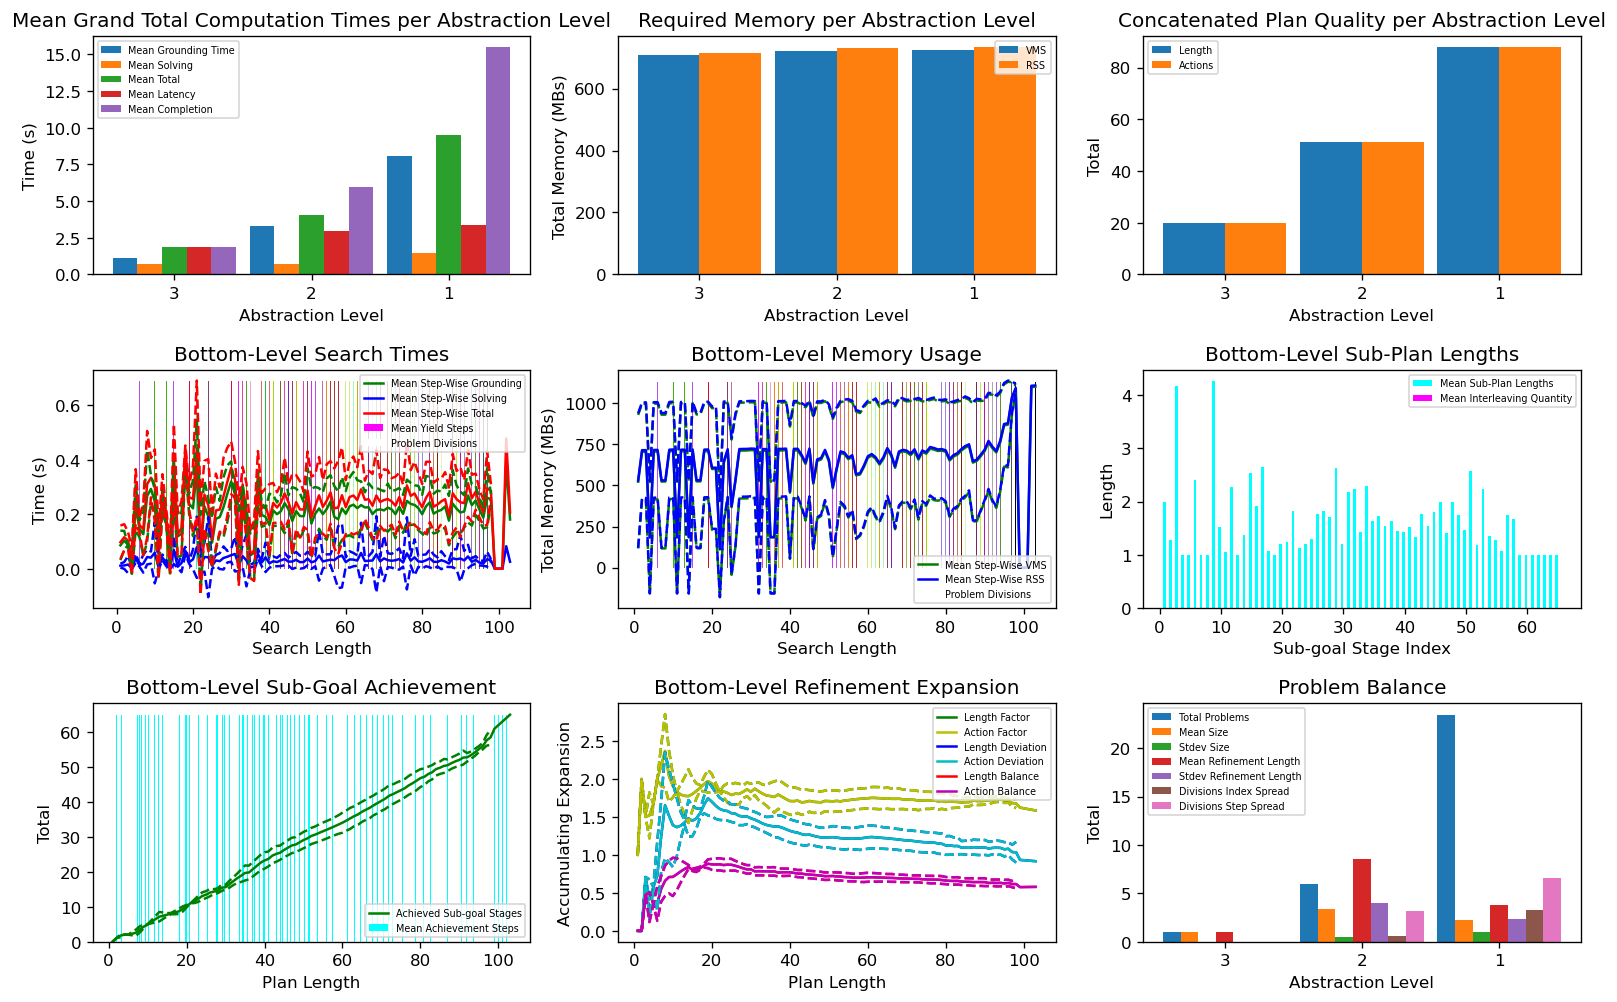 Mean Grand Total Computation Times per Abstraction Level
Time (s)
15.0
12.5
10.0
7.5
5.0
2.5
0.0
Mean Grounding Time
Mean Solving
Mean Total
Mean Latency
Mean Completion
3 2 1
Abstraction Level
Required Memory per Abstraction Level
Total Memory (MBs)
600
400
200
0
VMS
RSS
3 2 1
Abstraction Level
Concatenated Plan Quality per Abstraction Level
Total
80
60
40
20
0
Length
Actions
3 2 1
Abstraction Level
Bottom-Level Search Times
Time (s)
0.6
0.4
0.2
0.0
Mean Step-Wise Grounding
Mean Step-Wise Solving
Mean Step-Wise Total
Mean Yield Steps
Problem Divisions
0 20 40 60 80 100
Search Length
Bottom-Level Memory Usage
Total Memory (MBs)
1000
750
500
250
0
Mean Step-Wise VMS
Mean Step-Wise RSS
Problem Divisions
0 20 40 60 80 100
Search Length
Bottom-Level Sub-Plan Lengths
Length
4
3
2
1
0
Mean Sub-Plan Lengths
Mean Interleaving Quantity
0 10 20 30 40 50 60
Sub-goal Stage Index
Bottom-Level Sub-Goal Achievement
Total
60
50
40
30
20
10
0
Achieved Sub-goal Stages
Mean Achievement Steps
0 20 40 60 80 100
Plan Length
Bottom-Level Refinement Expansion
Accumulating Expansion
2.5
2.0
1.5
1.0
0.5
0.0
Length Factor
Action Factor
Length Deviation
Action Deviation
Length Balance
Action Balance
0 20 40 60 80 100
Plan Length
Problem Balance
Total
20
15
10
5
0
Total Problems
Mean Size
Stdev Size
Mean Refinement Length
Stdev Refinement Length
Divisions Index Spread
Divisions Step Spread
3 2 1
Abstraction Level